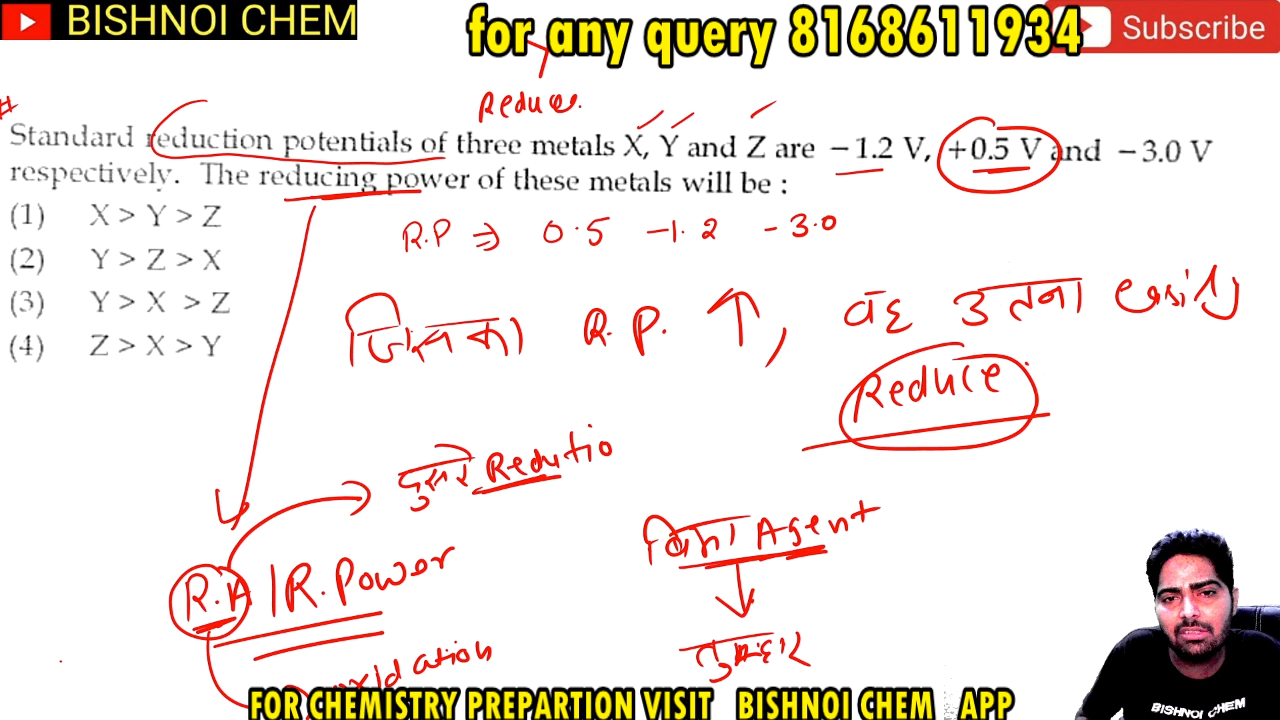 BISHNOI CHEM
for any query 8168611934
Subscribe
Reduce.
Standard reduction potentials of three metals X, Y and Z are −1.2 V, +0.5 V and −3.0 V
respectively. The reducing power of these metals will be :
(1) X > Y > Z
(2) Y > Z > X
(3) Y > X > Z
(4) Z > X > Y
R.P ⇒ 0.5 -1.2 -3.0
जिसका R.P. ↑, वह उतना easily
Reduce
दुसरे Redutio
बिना Agent
R.A / R. Power
oxidation
BISHNOI CHEM
FOR CHEMISTRY PREPARTION VISIT BISHNOI CHEM APP